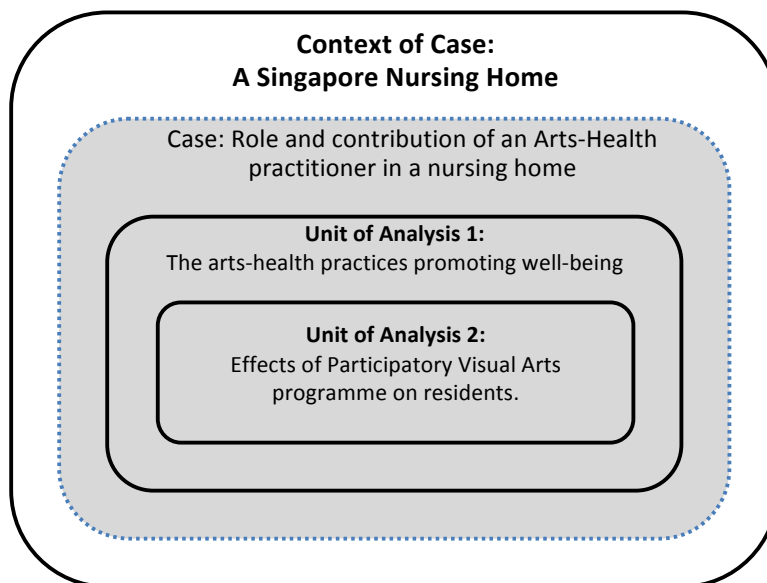 Context of Case:
A Singapore Nursing Home
Case: Role and contribution of an Arts-Health
practitioner in a nursing home
Unit of Analysis 1:
The arts-health practices promoting well-being
Unit of Analysis 2:
Effects of Participatory Visual Arts
programme on residents.